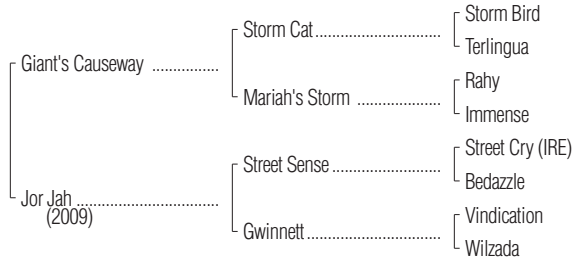 Storm Bird
Storm Cat..............................
Terlingua
Giant's Causeway ................
Rahy
Mariah's Storm ....................
Immense
Street Cry (IRE)
Street Sense ..........................
Bedazzle
Jor Jah ..................................
(2009)
Vindication
Gwinnett................................
Wilzada